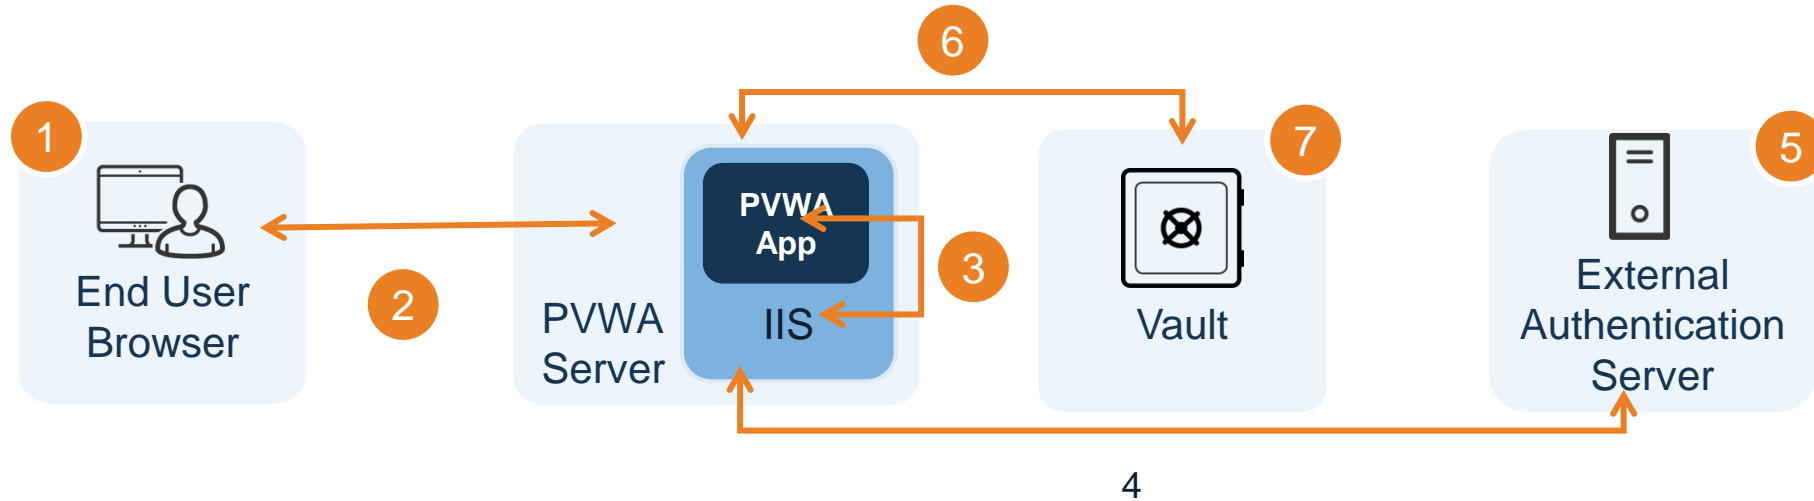 6
1
7
5
PVWA
App
End User
Browser
2
3
PVWA
Server
IIS
Vault
External
Authentication
Server
4